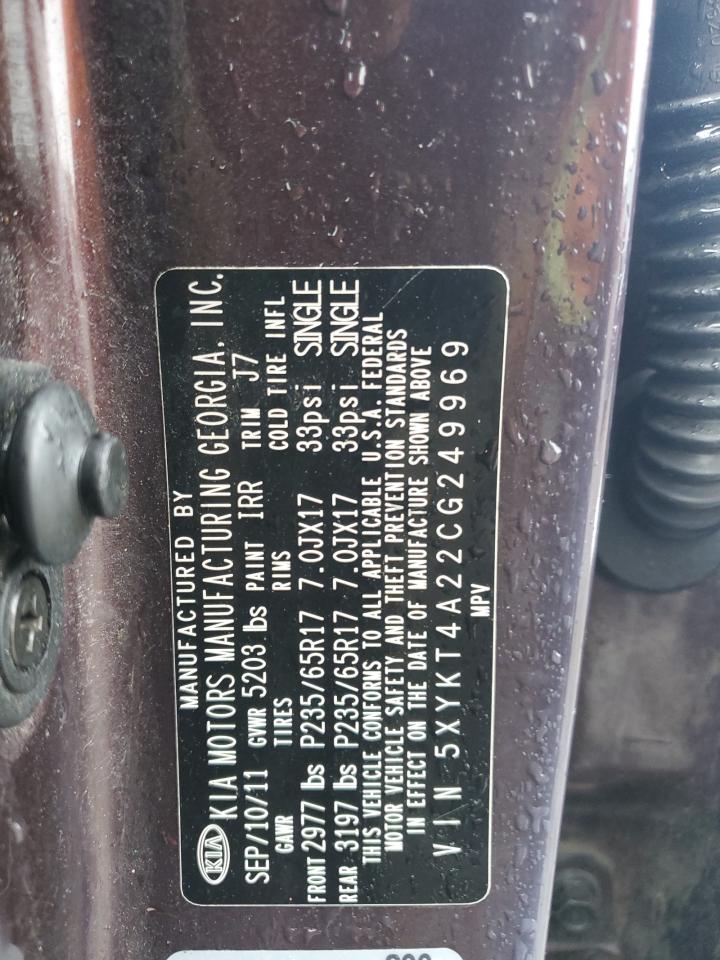 MANUFACTURED BY
KIA KIA MOTORS MANUFACTURING GEORGIA, INC.
SEP/10/11 GVWR 5203 lbs PAINT IRR TRIM J7
GAWR TIRES RIMS COLD TIRE INFL
FRONT 2977 lbs P235/65R17 7.0JX17 33psi SINGLE
REAR 3197 lbs P235/65R17 7.0JX17 33psi SINGLE
THIS VEHICLE CONFORMS TO ALL APPLICABLE U.S.A. FEDERAL
MOTOR VEHICLE SAFETY AND THEFT PREVENTION STANDARDS
IN EFFECT ON THE DATE OF MANUFACTURE SHOWN ABOVE
VIN 5XYKT4A22CG249969
MPV